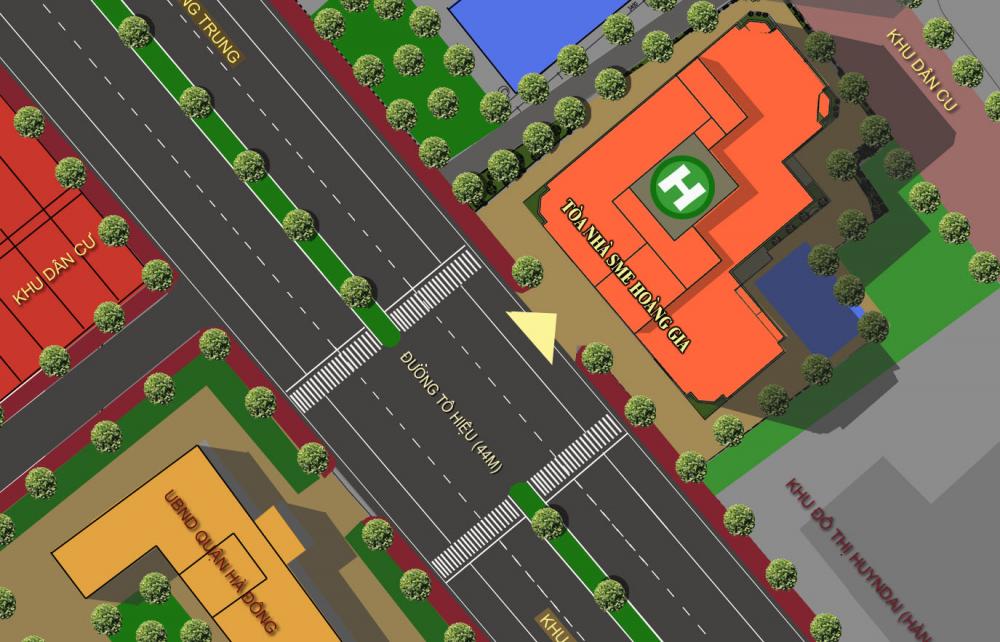 NG TRUNG
KHU DÂN CU
TÒA NHÀ SME HOÀNG GIA
H
KHU DÂN CƯ
ĐƯỜNG TÔ HIỆU (44M)
UBND QUẬN HÀ ĐÔNG
KHU ĐÔ THỊ HUYNDAI (HÀN
KHU